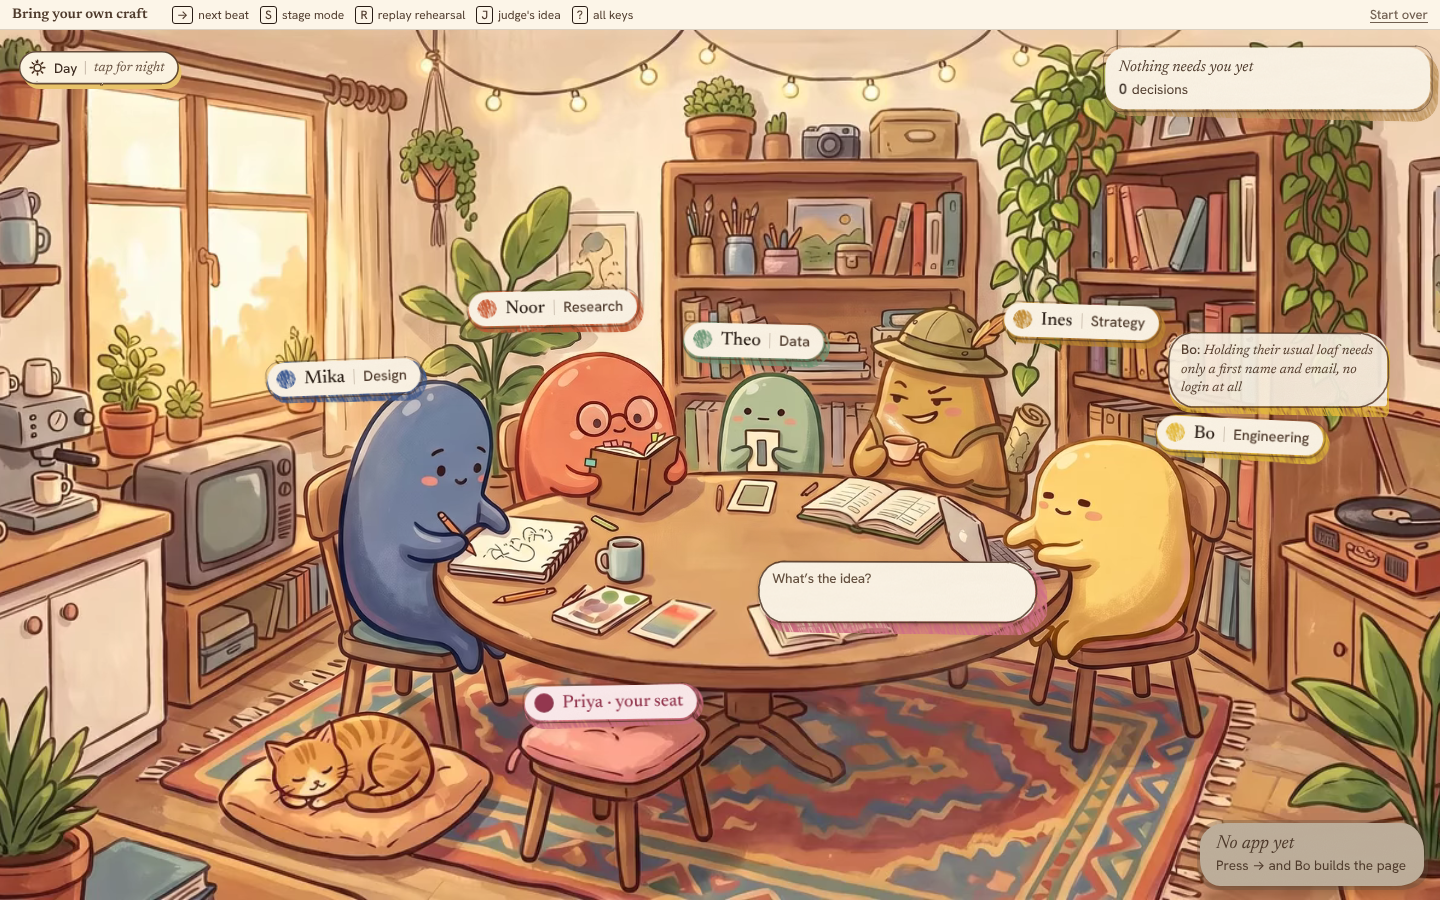 Bring your own craft
→ next beat
S stage mode
R replay rehearsal
J judge's idea
? all keys
Start over
Day | tap for night
Nothing needs you yet
0 decisions
Noor | Research
Ines | Strategy
Theo | Data
Mika | Design
Bo: Holding their usual loaf needs
only a first name and email, no
login at all
Bo | Engineering
What's the idea?
Priya · your seat
No app yet
Press → and Bo builds the page